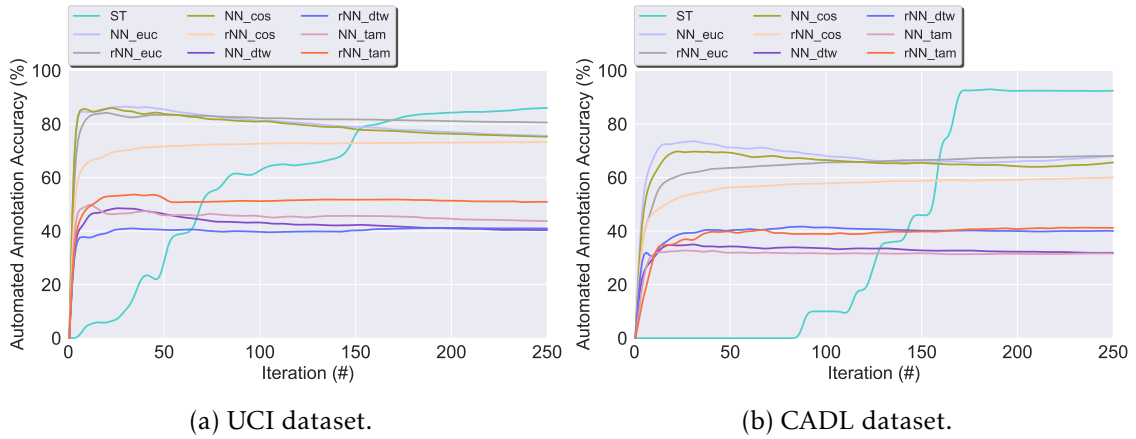 ST NN_cos rNN_dtw
NN_euc rNN_cos NN_tam
rNN_euc NN_dtw rNN_tam
Automated Annotation Accuracy (%)
100
80
60
40
20
0
0 50 100 150 200 250
Iteration (#)
(a) UCI dataset.
ST NN_cos rNN_dtw
NN_euc rNN_cos NN_tam
rNN_euc NN_dtw rNN_tam
Automated Annotation Accuracy (%)
100
80
60
40
20
0
0 50 100 150 200 250
Iteration (#)
(b) CADL dataset.